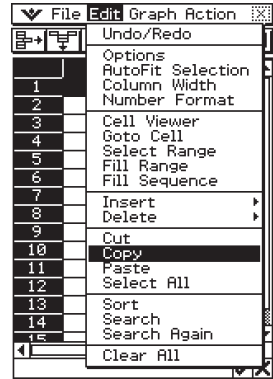 File Edit Graph Action
Undo/Redo
Options
AutoFit Selection
1 Column Width
2 Number Format
3 Cell Viewer
4 Goto Cell
5 Select Range
6 Fill Range
Fill Sequence
7
8 Insert
Delete
9 Cut
10 Copy
11 Paste
12 Select All
13 Sort
14 Search
15 Search Again
Clear All